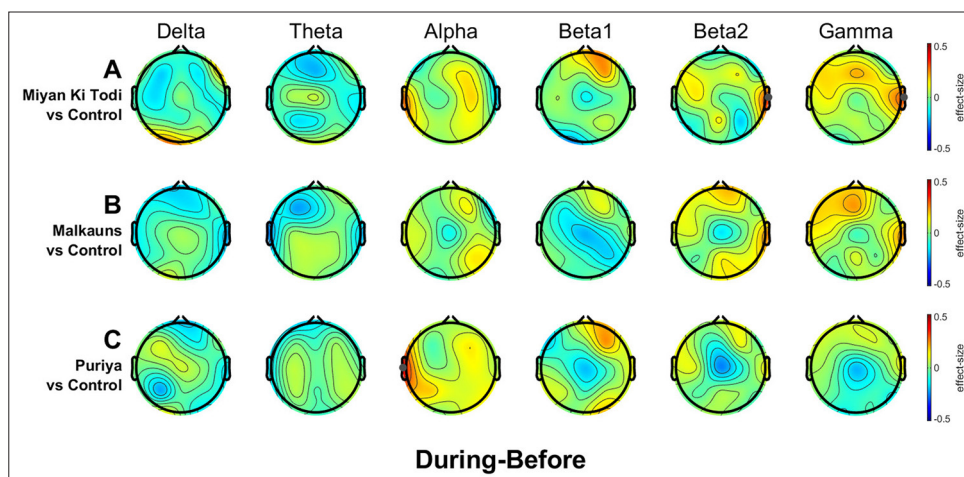 Delta Theta Alpha Beta1 Beta2 Gamma
A
Miyan Ki Todi
vs Control
0.5
0
-0.5
effect-size
B
Malkauns
vs Control
0.5
0
-0.5
effect-size
C
Puriya
vs Control
0.5
0
-0.5
effect-size
During-Before